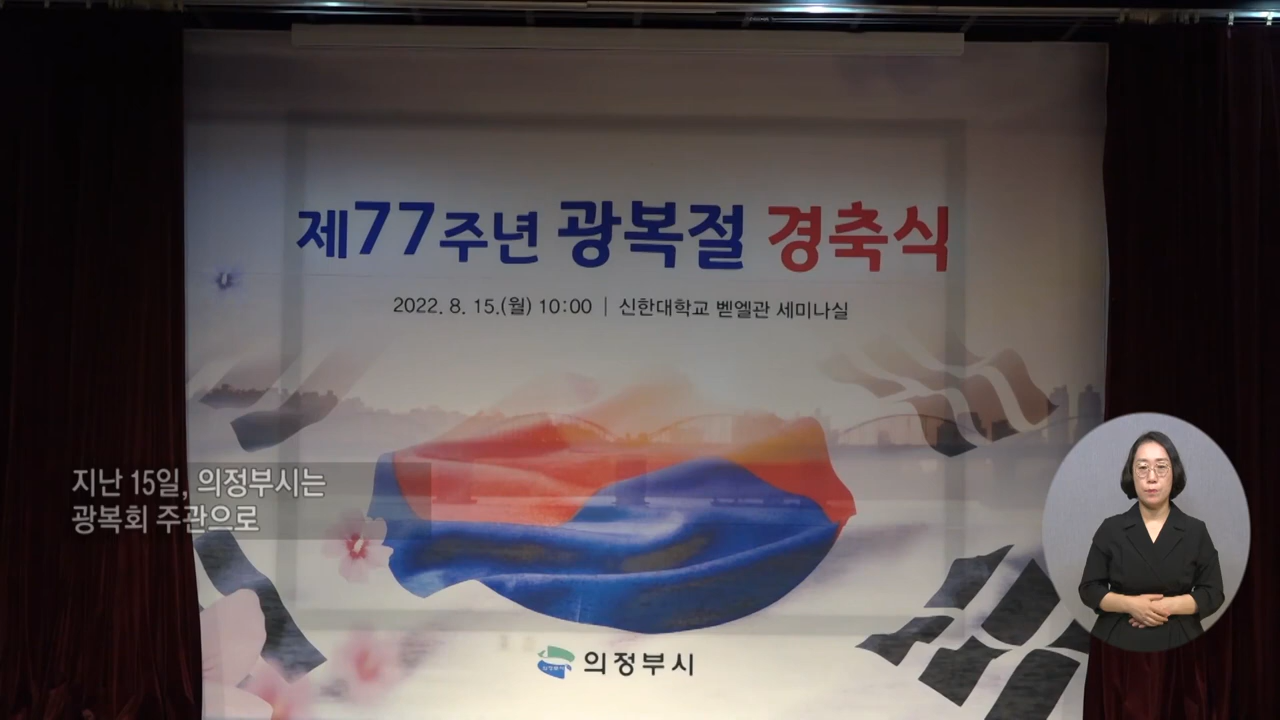 제77주년 광복절 경축식
2022. 8. 15.(월) 10:00 | 신한대학교 벧엘관 세미나실
지난 15일, 의정부시는
광복회 주관으로
의정부시